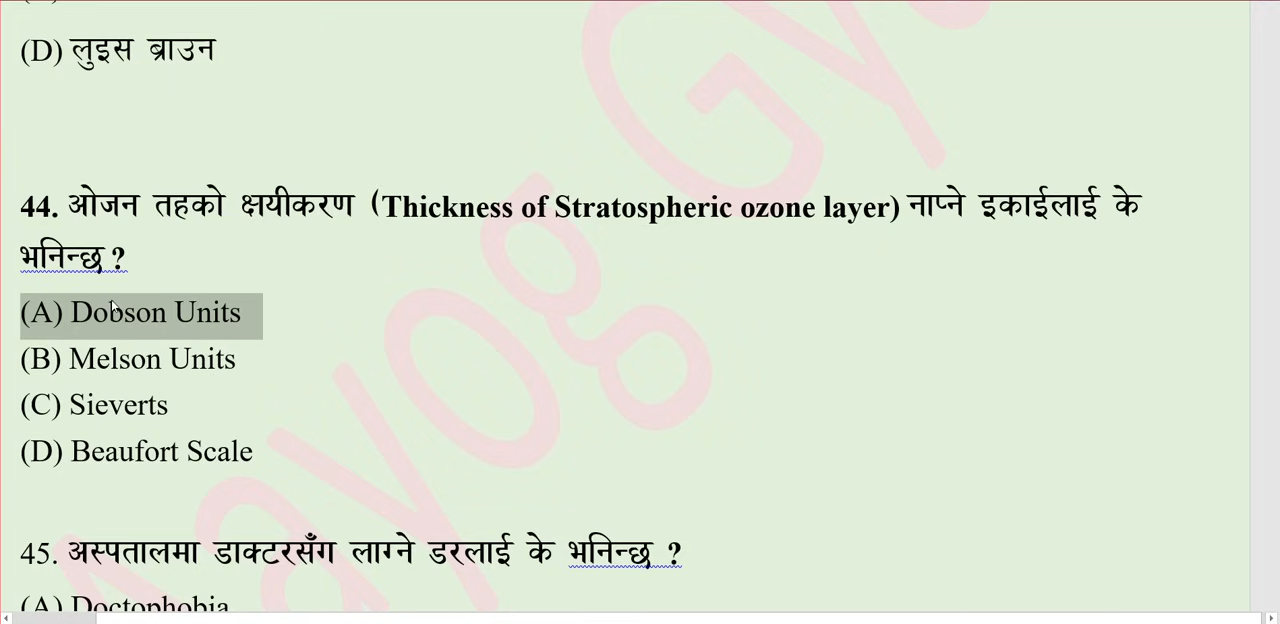 (D) लुइस ब्राउन
44. ओजन तहको क्षयीकरण (Thickness of Stratospheric ozone layer) नाप्ने इकाईलाई के
भनिन्छ ?
(A) Dobson Units
(B) Melson Units
(C) Sieverts
(D) Beaufort Scale
45. अस्पतालमा डाक्टरसँग लाग्ने डरलाई के भनिन्छ ?
(A) Doctophobia